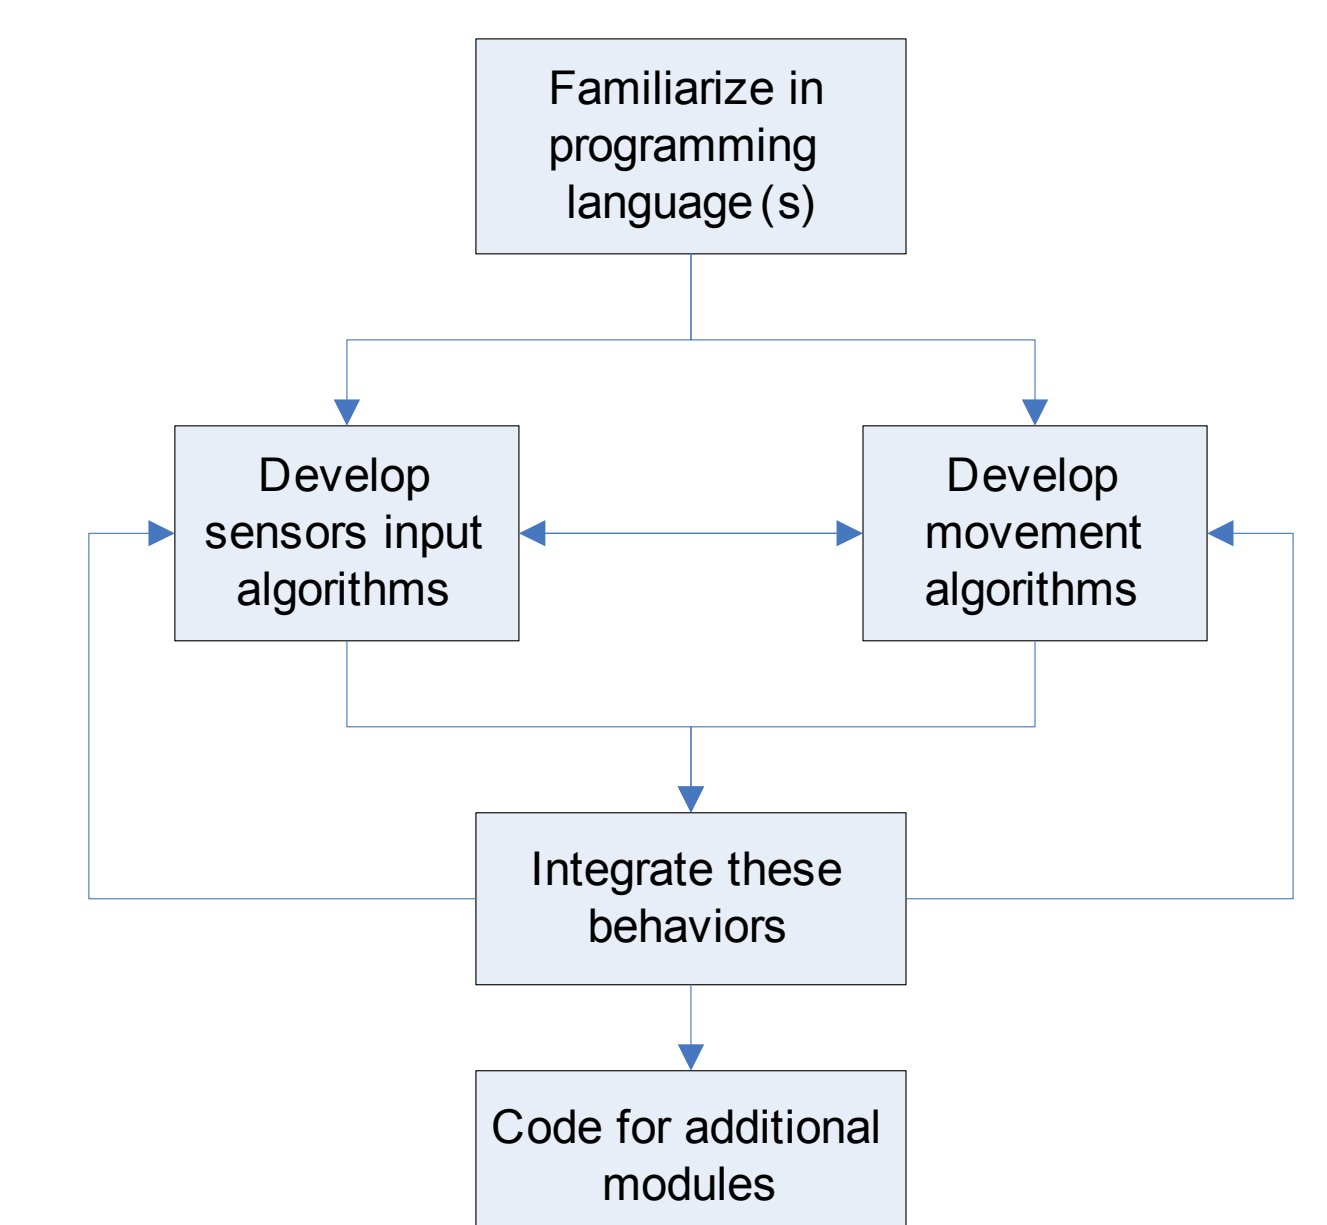 Familiarize in
programming
language(s)
Develop
sensors input
algorithms
Develop
movement
algorithms
Integrate these
behaviors
Code for additional
modules